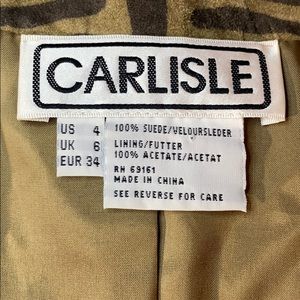 CARLISLE
US 4
UK 6
EUR 34
100% SUEDE/VELOURSLEDER
LINING/FUTTER
100% ACETATE/ACETAT
RN 69161
MADE IN CHINA
SEE REVERSE FOR CARE